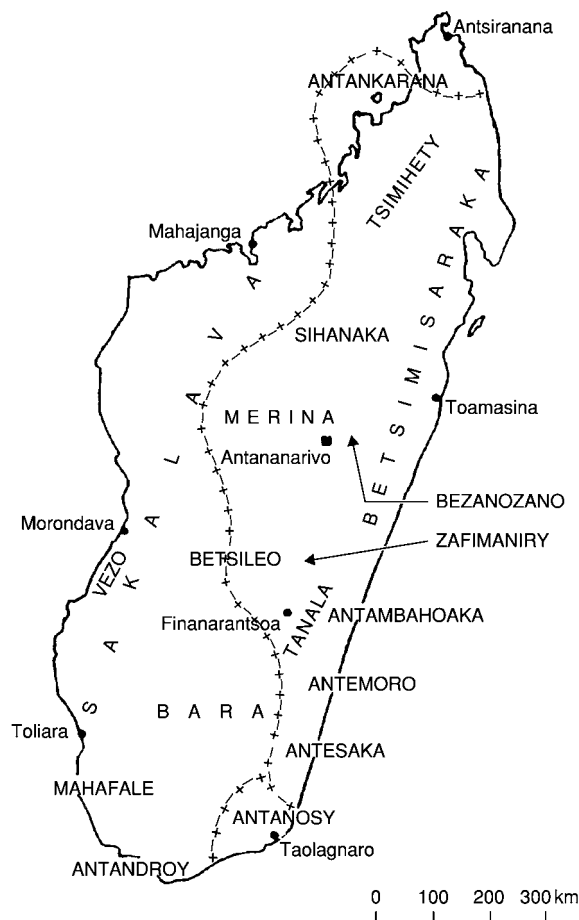 Antsiranana
ANTANKARANA
TSIMIHETY
Mahajanga
SIHANAKA
BETSIMISARAKA
MERINA
Toamasina
Antananarivo
SAKALAVA
BEZANOZANO
Morondava
ZAFIMANIRY
VEZO
BETSILEO
Finanarantsoa
TANALA
ANTAMBAHOAKA
ANTEMORO
BARA
Toliara
ANTESAKA
MAHAFALE
ANTANOSY
Taolagnaro
ANTANDROY
0 100 200 300 km